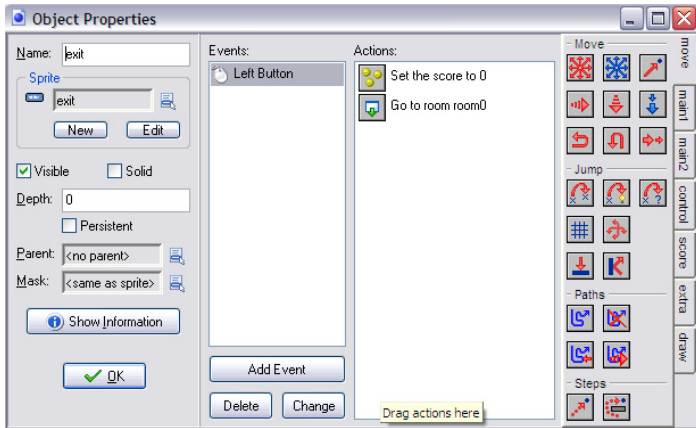 Object Properties
Name: exit
Sprite
exit
New Edit
Visible Solid
Depth: 0
Persistent
Parent: <no parent>
Mask: <same as sprite>
Show Information
OK
Events:
Left Button
Add Event
Delete Change
Actions:
Set the score to 0
Go to room room0
Drag actions here
Move
Jump
Paths
Steps
move
main1
main2
control
score
extra
draw